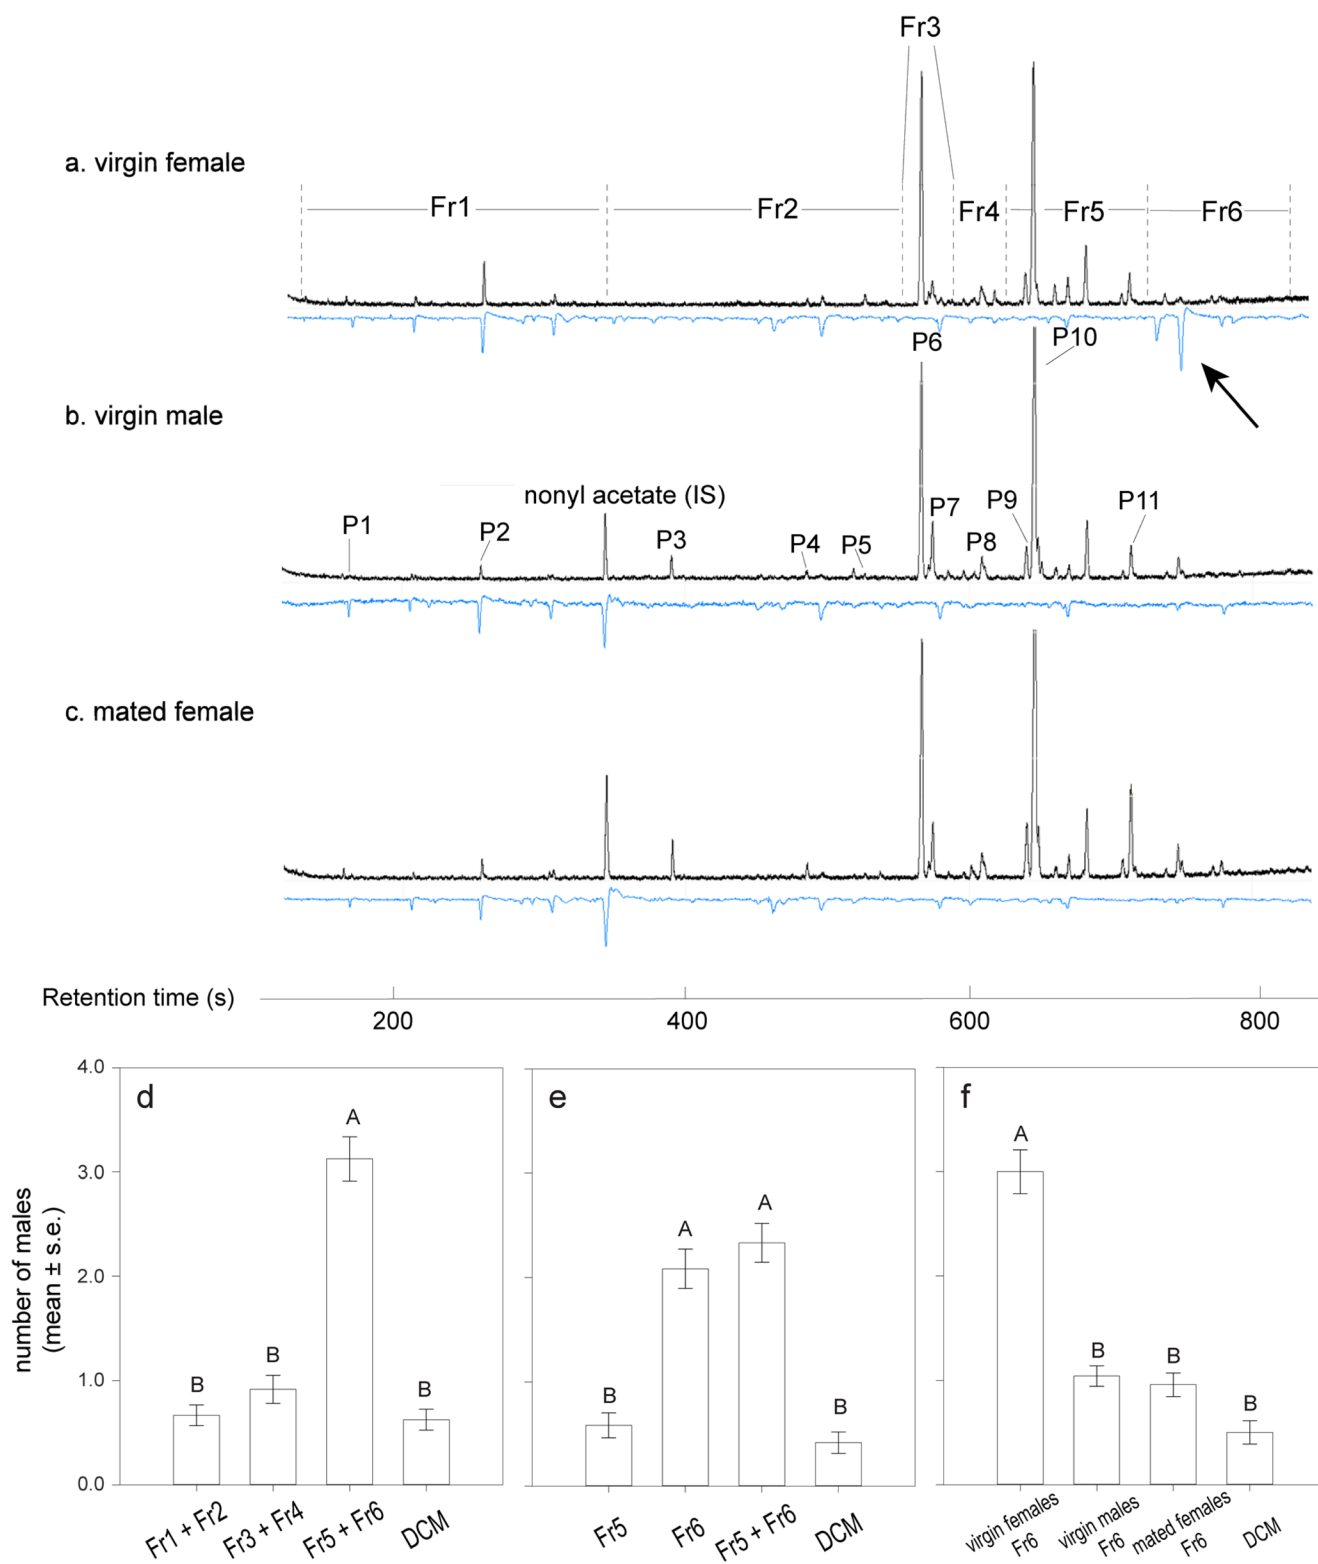 Fr3
a. virgin female
Fr1
Fr2
Fr4
Fr5
Fr6
P6
P10
b. virgin male
nonyl acetate (IS)
P1
P2
P3
P4
P5
P7
P8
P9
P11
c. mated female
Retention time (s)
200
400
600
800
number of males
(mean ± s.e.)
4.0
3.0
2.0
1.0
0.0
d
B
B
A
B
Fr1 + Fr2
Fr3 + Fr4
Fr5 + Fr6
DCM
e
B
A
A
B
Fr5
Fr6
Fr5 + Fr6
DCM
f
A
B
B
B
virgin females
Fr6
virgin males
Fr6
mated females
Fr6
DCM